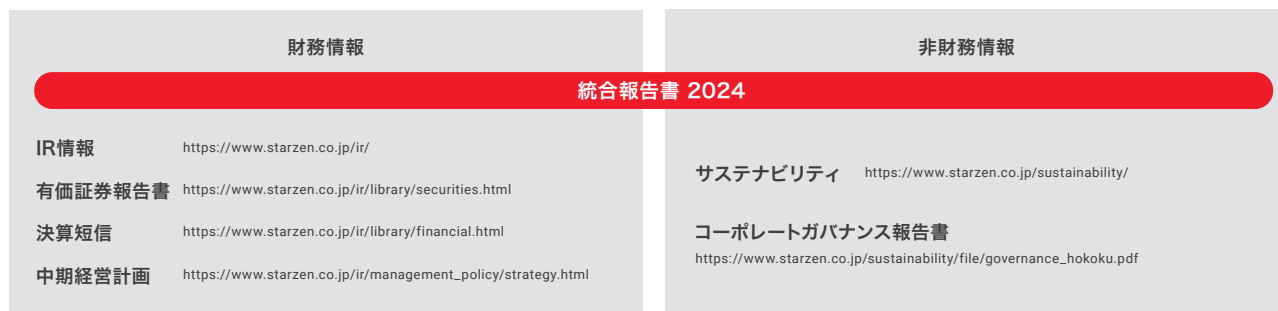 財務情報
非財務情報
統合報告書 2024
IR情報 https://www.starzen.co.jp/ir/
有価証券報告書 https://www.starzen.co.jp/ir/library/securities.html
決算短信 https://www.starzen.co.jp/ir/library/financial.html
中期経営計画 https://www.starzen.co.jp/ir/management_policy/strategy.html
サステナビリティ https://www.starzen.co.jp/sustainability/
コーポレートガバナンス報告書
https://www.starzen.co.jp/sustainability/file/governance_hokoku.pdf